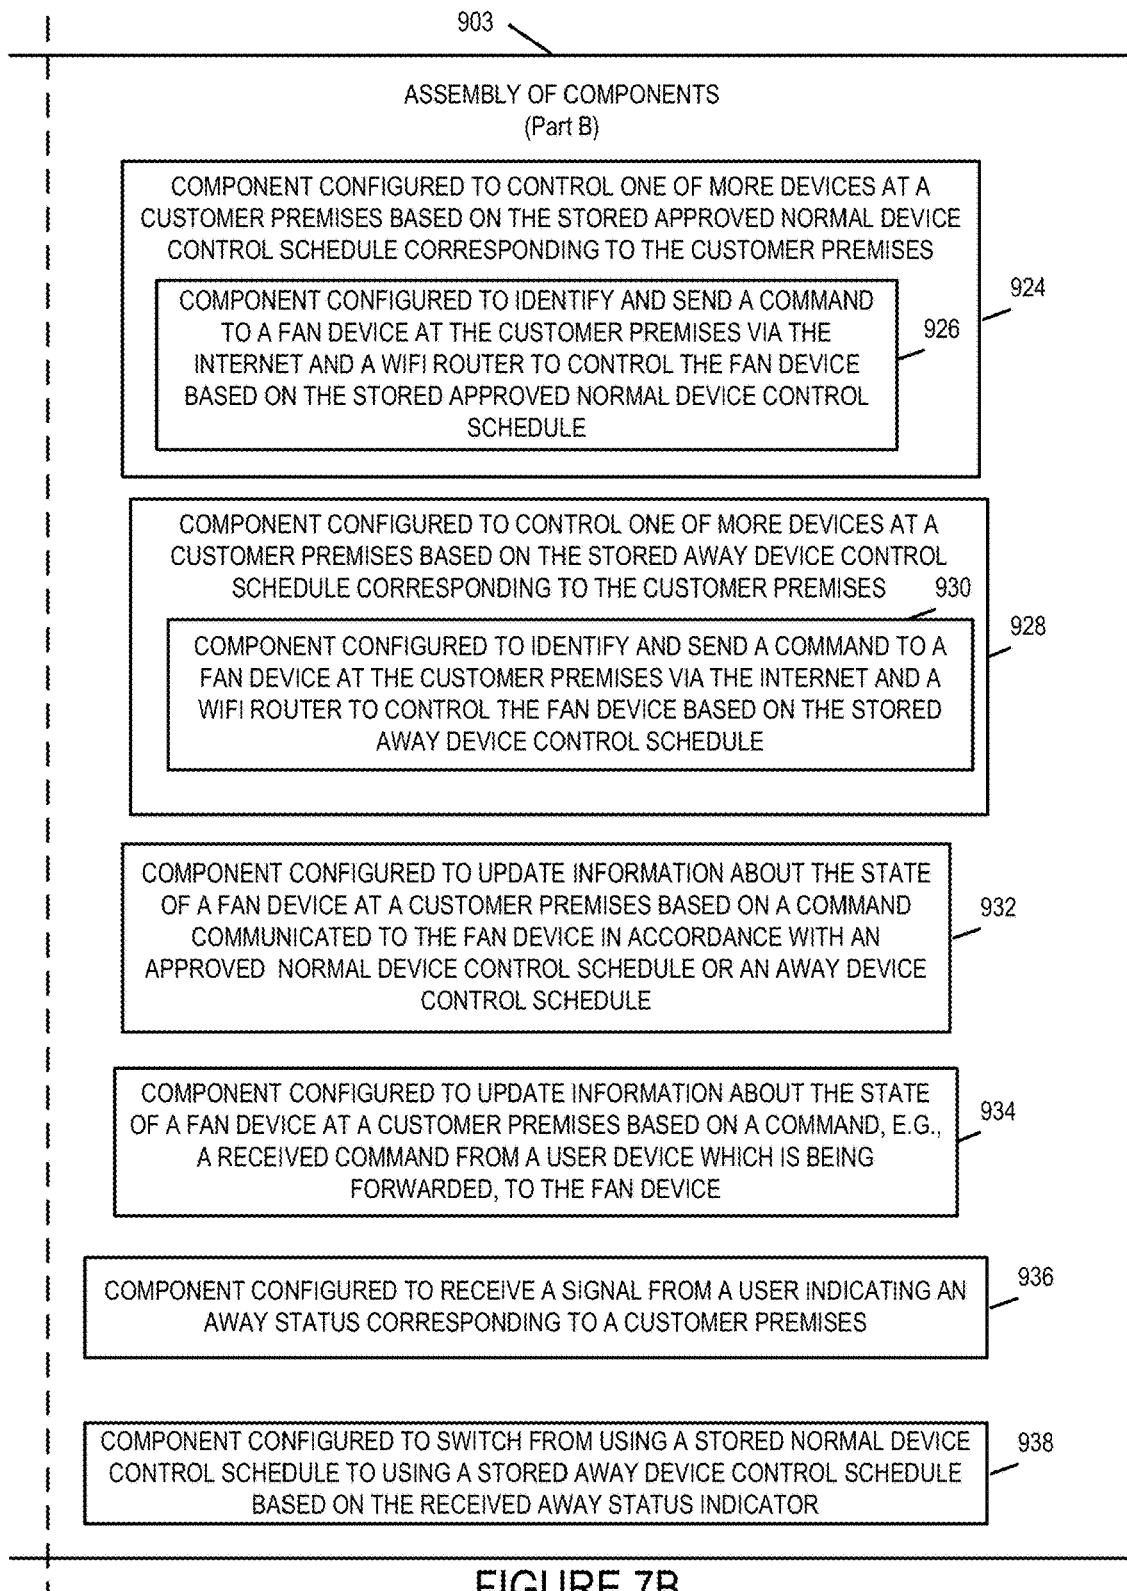 903
ASSEMBLY OF COMPONENTS
(Part B)
COMPONENT CONFIGURED TO CONTROL ONE OF MORE DEVICES AT A
CUSTOMER PREMISES BASED ON THE STORED APPROVED NORMAL DEVICE
CONTROL SCHEDULE CORRESPONDING TO THE CUSTOMER PREMISES
924
COMPONENT CONFIGURED TO IDENTIFY AND SEND A COMMAND
TO A FAN DEVICE AT THE CUSTOMER PREMISES VIA THE
INTERNET AND A WIFI ROUTER TO CONTROL THE FAN DEVICE
BASED ON THE STORED APPROVED NORMAL DEVICE CONTROL
SCHEDULE
926
COMPONENT CONFIGURED TO CONTROL ONE OF MORE DEVICES AT A
CUSTOMER PREMISES BASED ON THE STORED AWAY DEVICE CONTROL
SCHEDULE CORRESPONDING TO THE CUSTOMER PREMISES
930
928
COMPONENT CONFIGURED TO IDENTIFY AND SEND A COMMAND TO A
FAN DEVICE AT THE CUSTOMER PREMISES VIA THE INTERNET AND A
WIFI ROUTER TO CONTROL THE FAN DEVICE BASED ON THE STORED
AWAY DEVICE CONTROL SCHEDULE
COMPONENT CONFIGURED TO UPDATE INFORMATION ABOUT THE STATE
OF A FAN DEVICE AT A CUSTOMER PREMISES BASED ON A COMMAND
COMMUNICATED TO THE FAN DEVICE IN ACCORDANCE WITH AN
APPROVED NORMAL DEVICE CONTROL SCHEDULE OR AN AWAY DEVICE
CONTROL SCHEDULE
932
COMPONENT CONFIGURED TO UPDATE INFORMATION ABOUT THE STATE
OF A FAN DEVICE AT A CUSTOMER PREMISES BASED ON A COMMAND, E.G.,
A RECEIVED COMMAND FROM A USER DEVICE WHICH IS BEING
FORWARDED, TO THE FAN DEVICE
934
COMPONENT CONFIGURED TO RECEIVE A SIGNAL FROM A USER INDICATING AN
AWAY STATUS CORRESPONDING TO A CUSTOMER PREMISES
936
COMPONENT CONFIGURED TO SWITCH FROM USING A STORED NORMAL DEVICE
CONTROL SCHEDULE TO USING A STORED AWAY DEVICE CONTROL SCHEDULE
BASED ON THE RECEIVED AWAY STATUS INDICATOR
938
FIGURE 7B